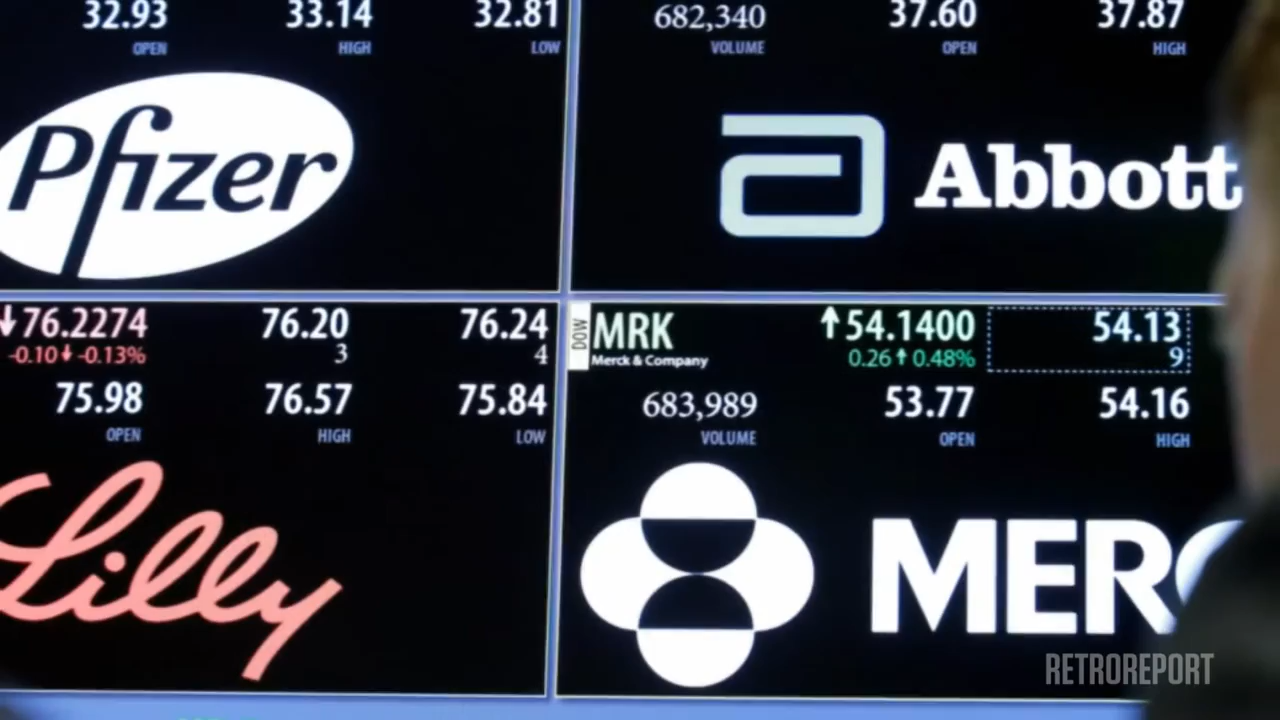 32.93 33.14 32.81
OPEN HIGH LOW
Pfizer
682,340 37.60 37.87
VOLUME OPEN HIGH
Abbott
↓76.2274 76.20 76.24
-0.10↓ -0.13% 3 4
75.98 76.57 75.84
OPEN HIGH LOW
Lilly
DOW
MRK ↑54.1400 54.13
Merck & Company 0.26↑ 0.48% 9
683,989 53.77 54.16
VOLUME OPEN HIGH
MERC
RETROREPORT